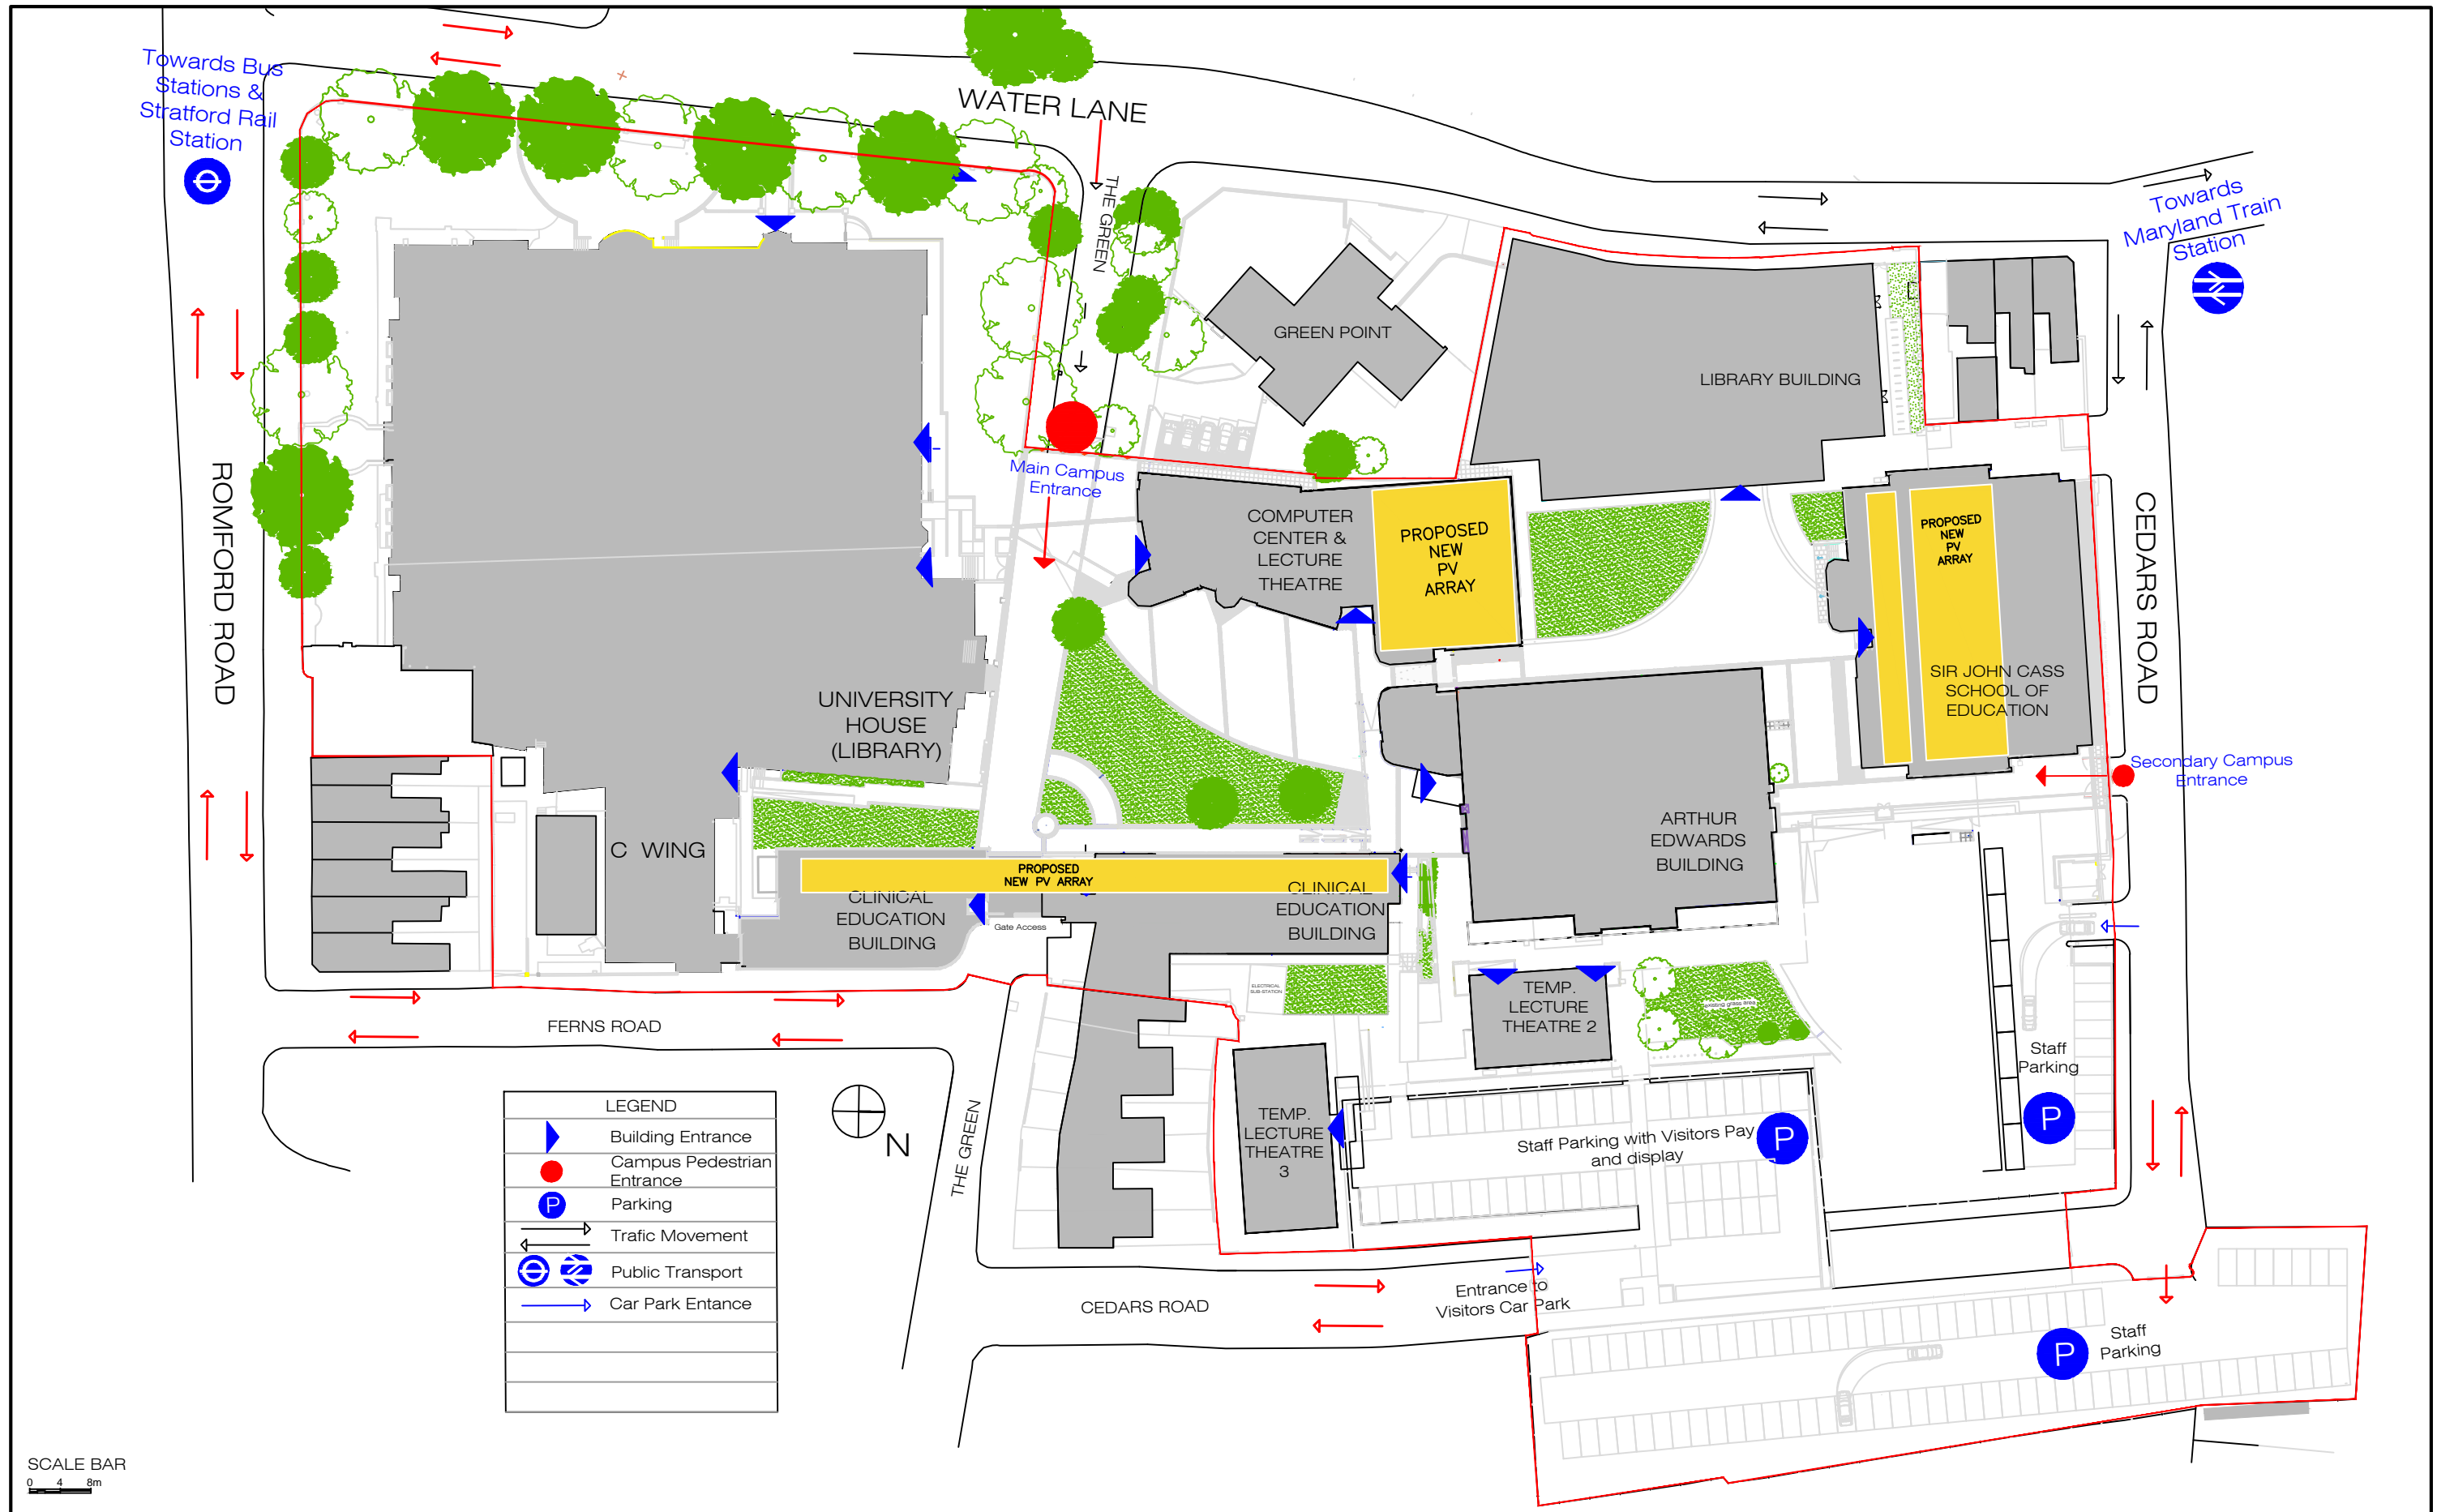 Towards Bus
Stations &
Stratford Rail
Station
WATER LANE
THE GREEN
Towards
Maryland Train
Station
GREEN POINT
LIBRARY BUILDING
ROMFORD ROAD
Main Campus
Entrance
COMPUTER
CENTER &
LECTURE
THEATRE
PROPOSED
NEW
PV
ARRAY
PROPOSED
NEW
PV
ARRAY
CEDARS ROAD
SIR JOHN CASS
SCHOOL OF
EDUCATION
UNIVERSITY
HOUSE
(LIBRARY)
Secondary Campus
Entrance
C WING
ARTHUR
EDWARDS
BUILDING
PROPOSED
NEW PV ARRAY
CLINICAL
EDUCATION
BUILDING
Gate Access
CLINICAL
EDUCATION
BUILDING
ELECTRICAL
SUB-STATION
TEMP.
LECTURE
THEATRE 2
existing grass area
FERNS ROAD
Staff
Parking
P
LEGEND
Building Entrance
Campus Pedestrian
Entrance
P
Parking
Trafic Movement
Public Transport
Car Park Entance
N
THE GREEN
TEMP.
LECTURE
THEATRE
3
Staff Parking with Visitors Pay
and display
P
CEDARS ROAD
Entrance to
Visitors Car Park
P
Staff
Parking
SCALE BAR
0 4 8m